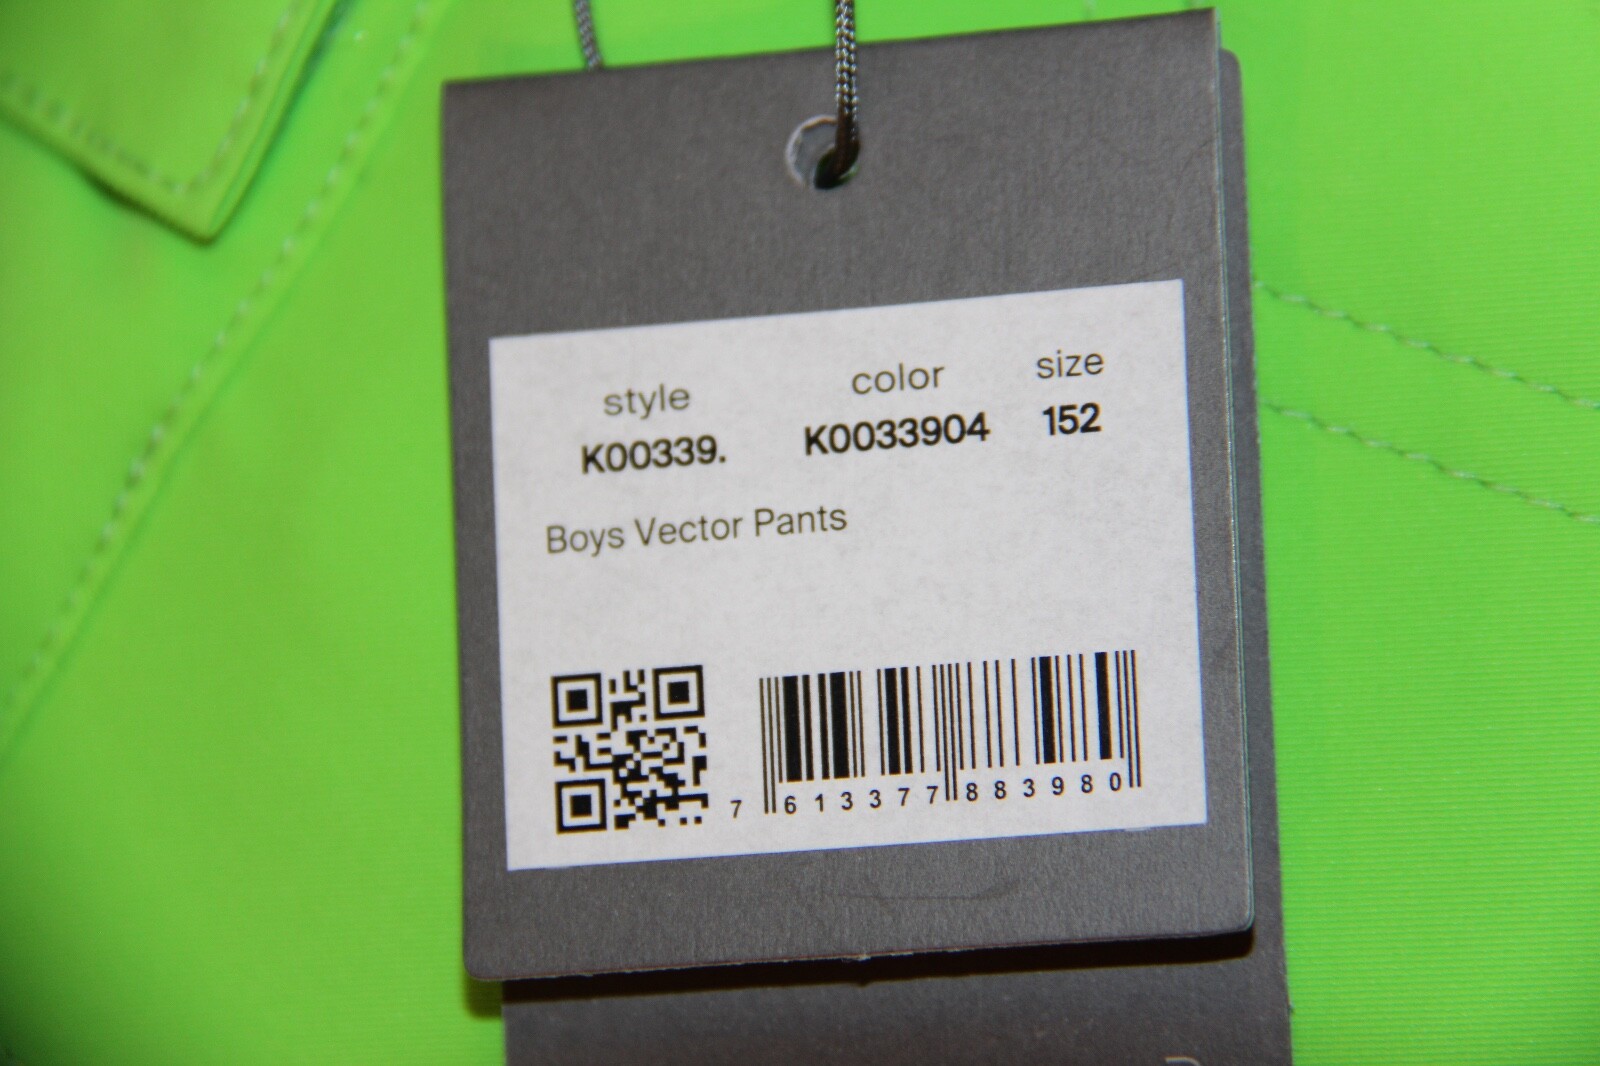 style color size
K00339. K0033904 152
Boys Vector Pants
7 613377 883980